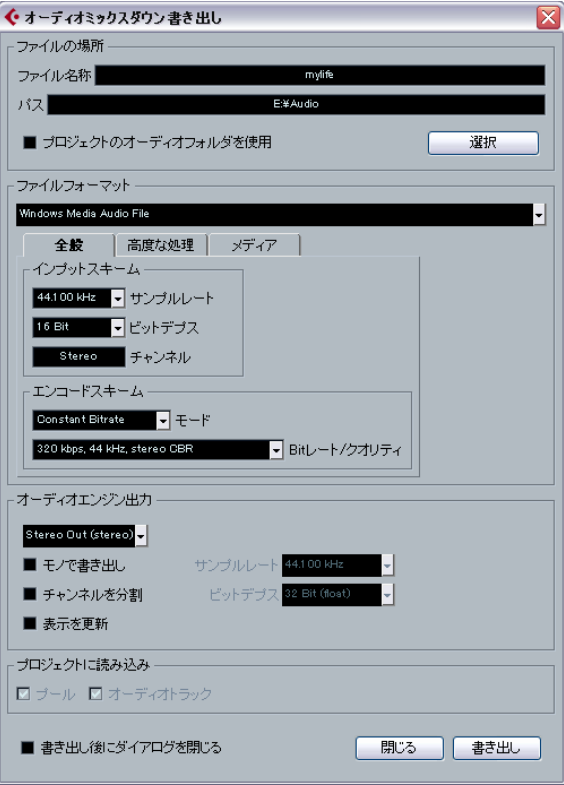 オーディオミックスダウン 書き出し
ファイルの場所
ファイル名称 mylife
パス E:¥Audio
プロジェクトのオーディオフォルダを使用 選択
ファイルフォーマット
Windows Media Audio File
全般 高度な処理 メディア
インプットスキーム
44.100 kHz サンプルレート
16 Bit ビットデプス
Stereo チャンネル
エンコードスキーム
Constant Bitrate モード
320 kbps, 44 kHz, stereo CBR Bitレート/クオリティ
オーディオエンジン出力
Stereo Out (stereo)
モノで書き出し サンプルレート 44.100 kHz
チャンネルを分割 ビットデプス 32 Bit (float)
表示を更新
プロジェクトに読み込み
プール オーディオトラック
書き出し後にダイアログを閉じる 閉じる 書き出し